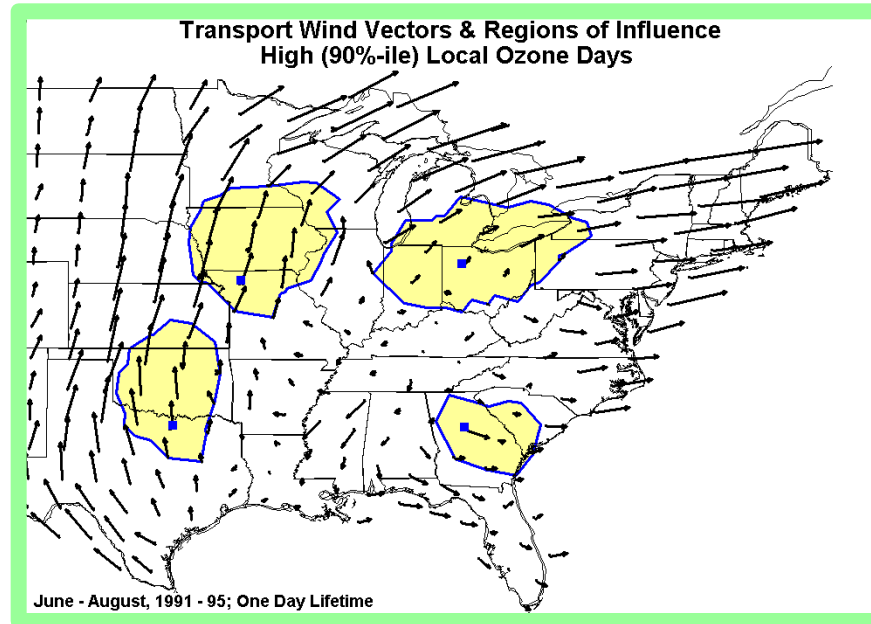 Transport Wind Vectors & Regions of Influence
High (90%-ile) Local Ozone Days
June - August, 1991 - 95; One Day Lifetime